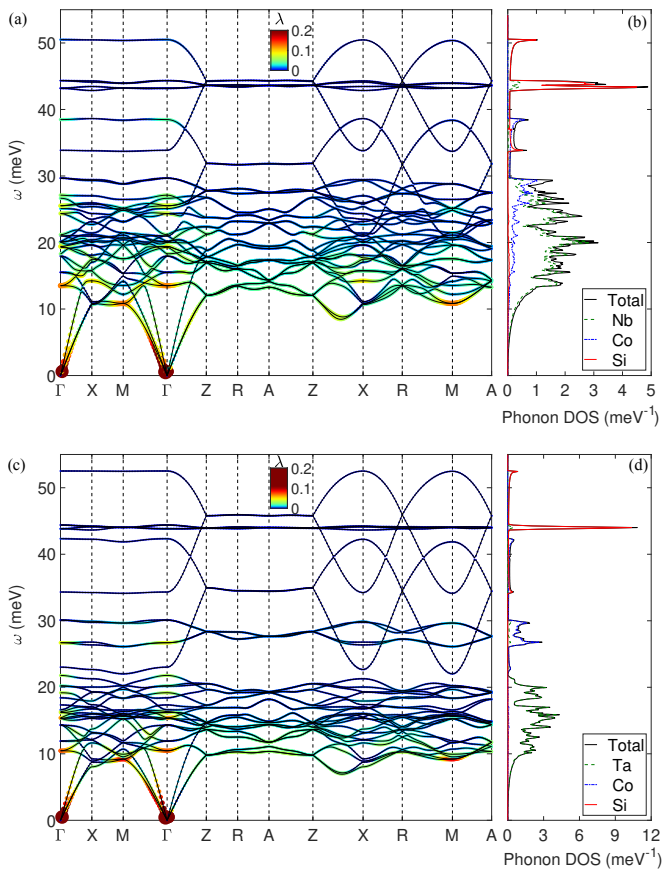 (a)
λ
0.2
0.1
0
50
40
30
20
10
0
ω (meV)
Γ X M Γ Z R A Z X R M A
(b)
Total
Nb
Co
Si
0 1 2 3 4 5
Phonon DOS (meV⁻¹)
(c)
λ
0.2
0.1
0
50
40
30
20
10
0
ω (meV)
Γ X M Γ Z R A Z X R M A
(d)
Total
Ta
Co
Si
0 3 6 9 12
Phonon DOS (meV⁻¹)